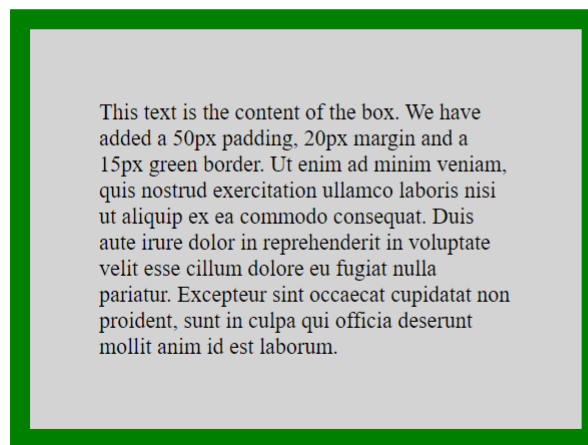 This text is the content of the box. We have
added a 50px padding, 20px margin and a
15px green border. Ut enim ad minim veniam,
quis nostrud exercitation ullamco laboris nisi
ut aliquip ex ea commodo consequat. Duis
aute irure dolor in reprehenderit in voluptate
velit esse cillum dolore eu fugiat nulla
pariatur. Excepteur sint occaecat cupidatat non
proident, sunt in culpa qui officia deserunt
mollit anim id est laborum.